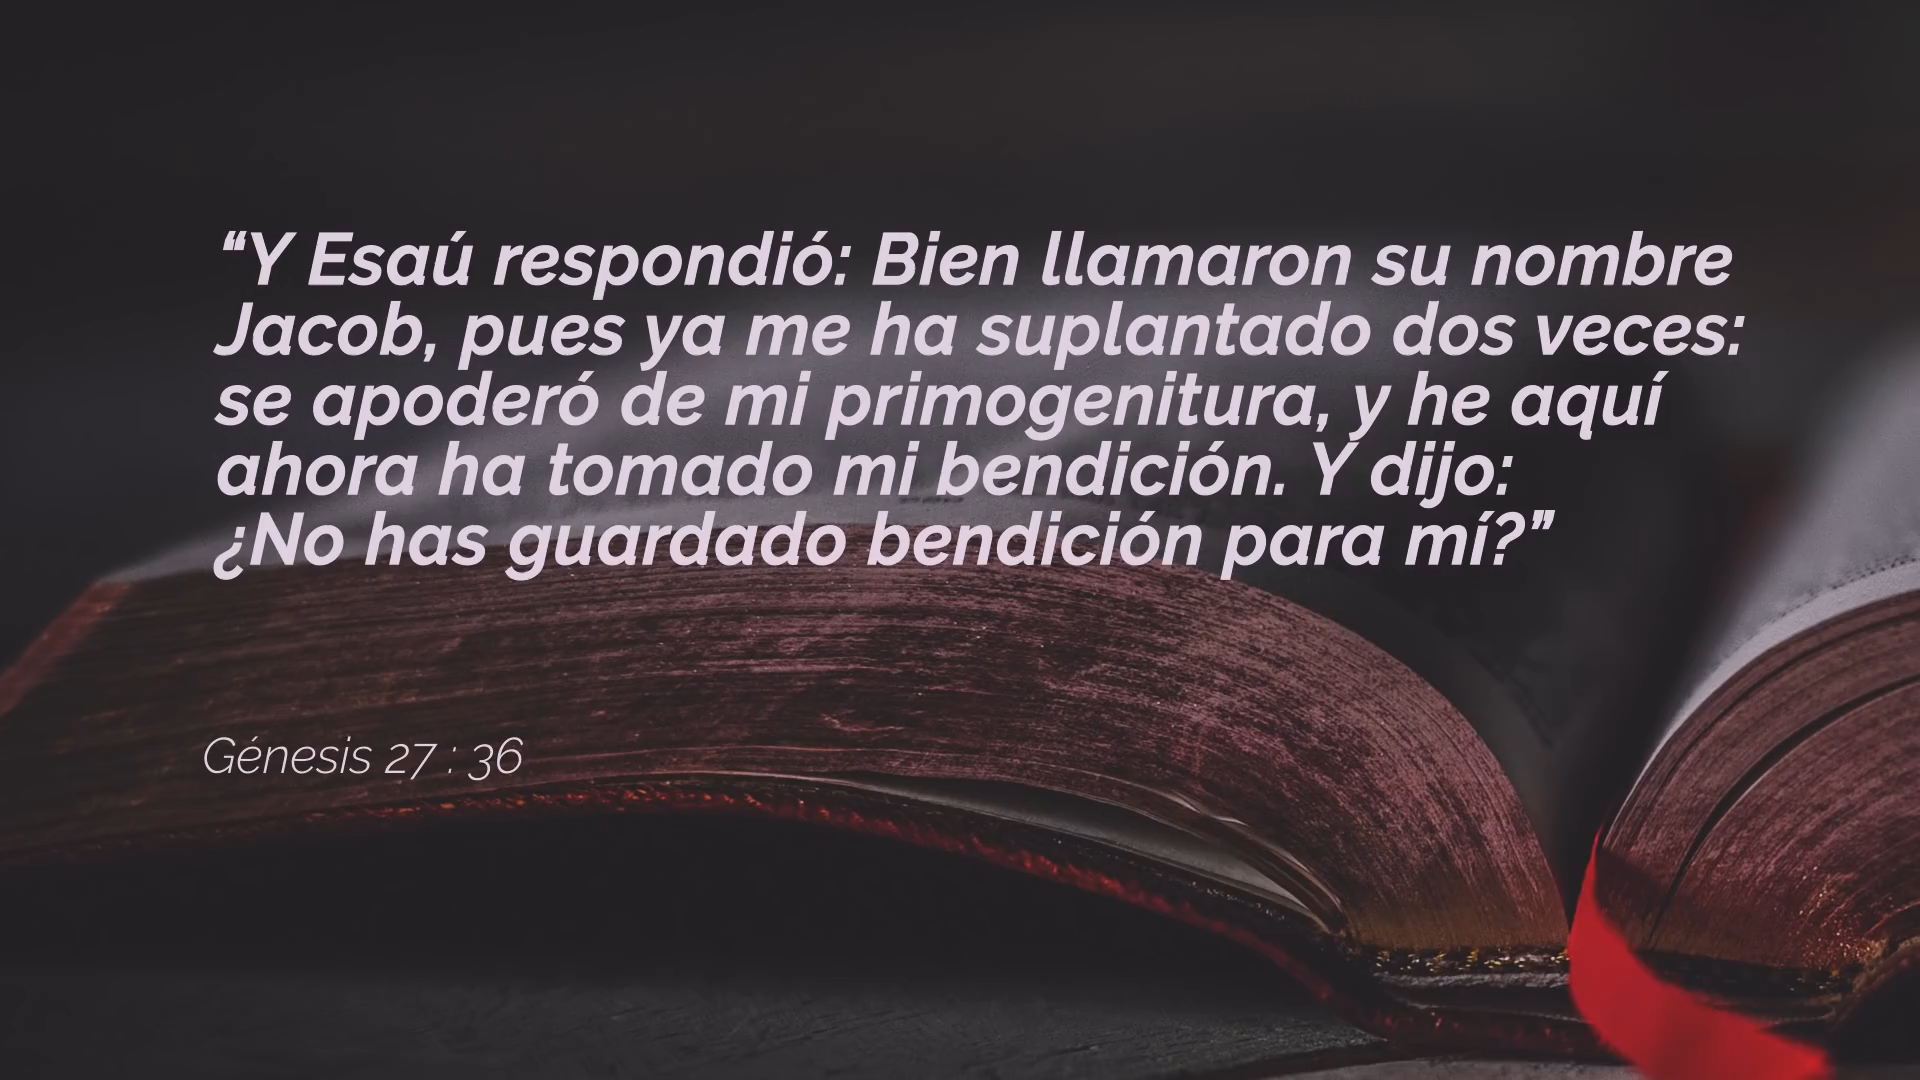 “Y Esaú respondió: Bien llamaron su nombre
Jacob, pues ya me ha suplantado dos veces:
se apoderó de mi primogenitura, y he aquí
ahora ha tomado mi bendición. Y dijo:
¿No has guardado bendición para mí?”
Génesis 27 : 36